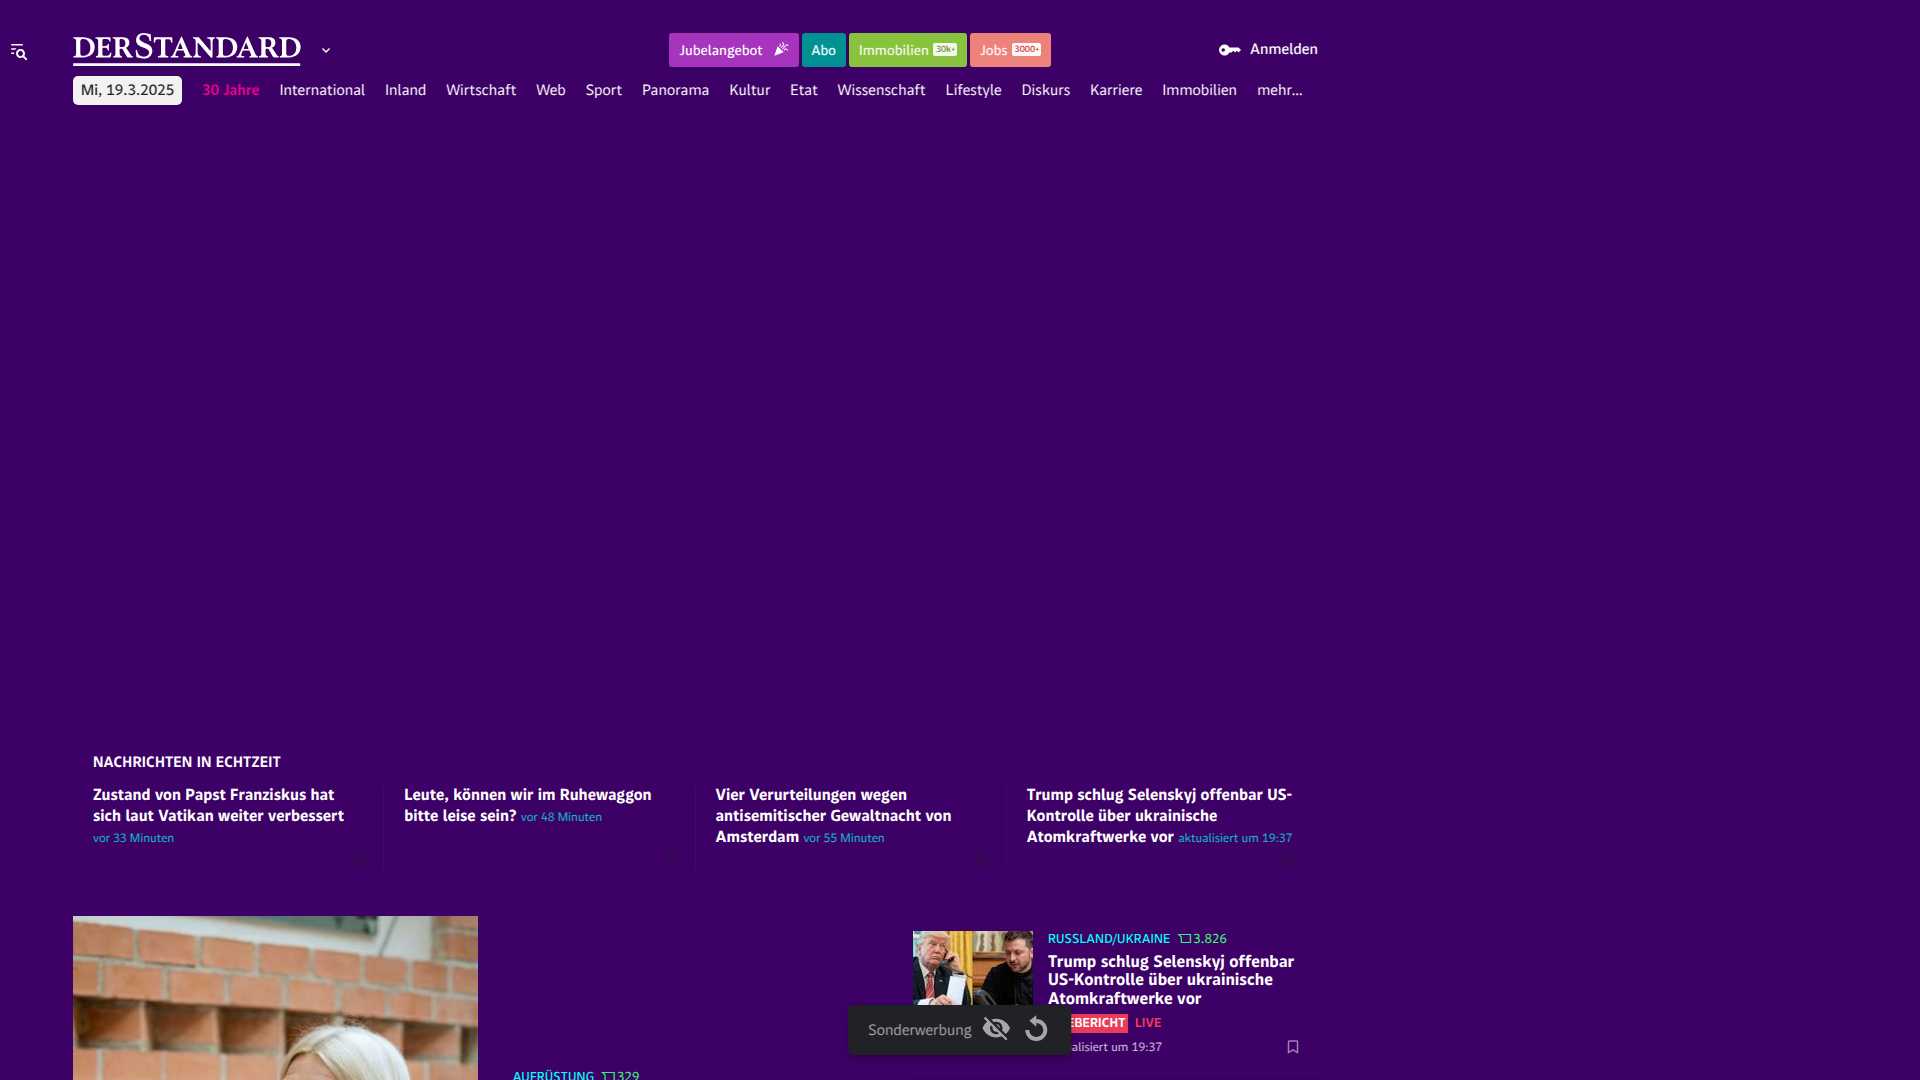 DERSTANDARD
Jubelangebot
Abo
Immobilien 30k+
Jobs 3000+
Anmelden
Mi, 19.3.2025
30 Jahre
International
Inland
Wirtschaft
Web
Sport
Panorama
Kultur
Etat
Wissenschaft
Lifestyle
Diskurs
Karriere
Immobilien
mehr...
NACHRICHTEN IN ECHTZEIT
Zustand von Papst Franziskus hat
sich laut Vatikan weiter verbessert
vor 33 Minuten
Leute, können wir im Ruhewaggon
bitte leise sein? vor 48 Minuten
Vier Verurteilungen wegen
antisemitischer Gewaltnacht von
Amsterdam vor 55 Minuten
Trump schlug Selenskyj offenbar US-
Kontrolle über ukrainische
Atomkraftwerke vor aktualisiert um 19:37
RUSSLAND/UKRAINE 3.826
Trump schlug Selenskyj offenbar
US-Kontrolle über ukrainische
Atomkraftwerke vor
EBERICHT LIVE
alisiert um 19:37
Sonderwerbung
AUFRÜSTUNG 329